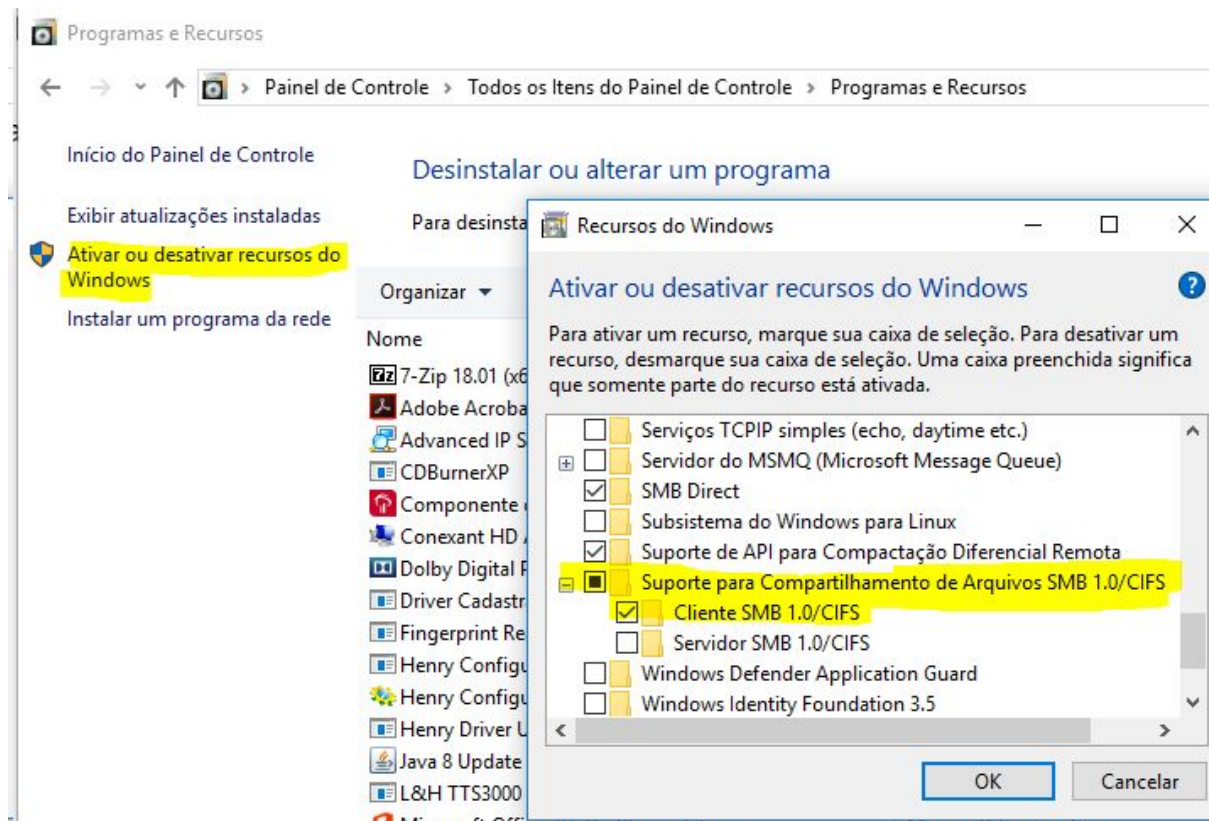 Programas e Recursos
Painel de Controle > Todos os Itens do Painel de Controle > Programas e Recursos
Início do Painel de Controle
Exibir atualizações instaladas
Ativar ou desativar recursos do
Windows
Instalar um programa da rede
Desinstalar ou alterar um programa
Para desinsta
Organizar
Nome
7-Zip 18.01 (x6
Adobe Acroba
Advanced IP S
CDBurnerXP
Componente
Conexant HD
Dolby Digital P
Driver Cadastr
Fingerprint Re
Henry Configu
Henry Configu
Henry Driver U
Java 8 Update
L&H TTS3000
Recursos do Windows
Ativar ou desativar recursos do Windows
Para ativar um recurso, marque sua caixa de seleção. Para desativar um
recurso, desmarque sua caixa de seleção. Uma caixa preenchida significa
que somente parte do recurso está ativada.
Serviços TCPIP simples (echo, daytime etc.)
Servidor do MSMQ (Microsoft Message Queue)
SMB Direct
Subsistema do Windows para Linux
Suporte de API para Compactação Diferencial Remota
Suporte para Compartilhamento de Arquivos SMB 1.0/CIFS
Cliente SMB 1.0/CIFS
Servidor SMB 1.0/CIFS
Windows Defender Application Guard
Windows Identity Foundation 3.5
OK
Cancelar